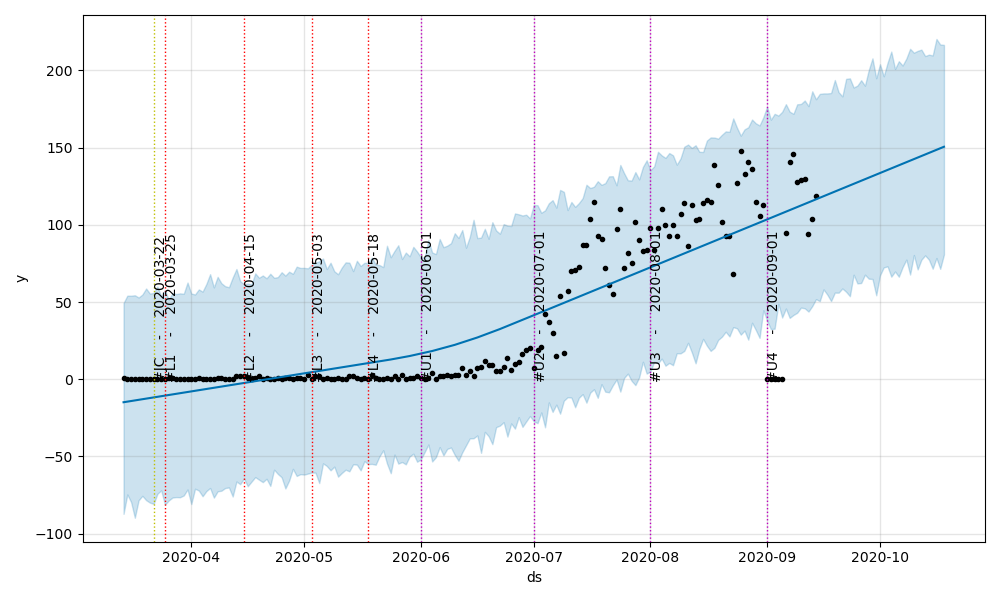 200
150
100
50
0
−50
−100
y
#JC - 2020-03-22
#L1 - 2020-03-25
#L2 - 2020-04-15
#L3 - 2020-05-03
#L4 - 2020-05-18
#U1 - 2020-06-01
#U2 - 2020-07-01
#U3 - 2020-08-01
#U4 - 2020-09-01
2020-04 2020-05 2020-06 2020-07 2020-08 2020-09 2020-10
ds